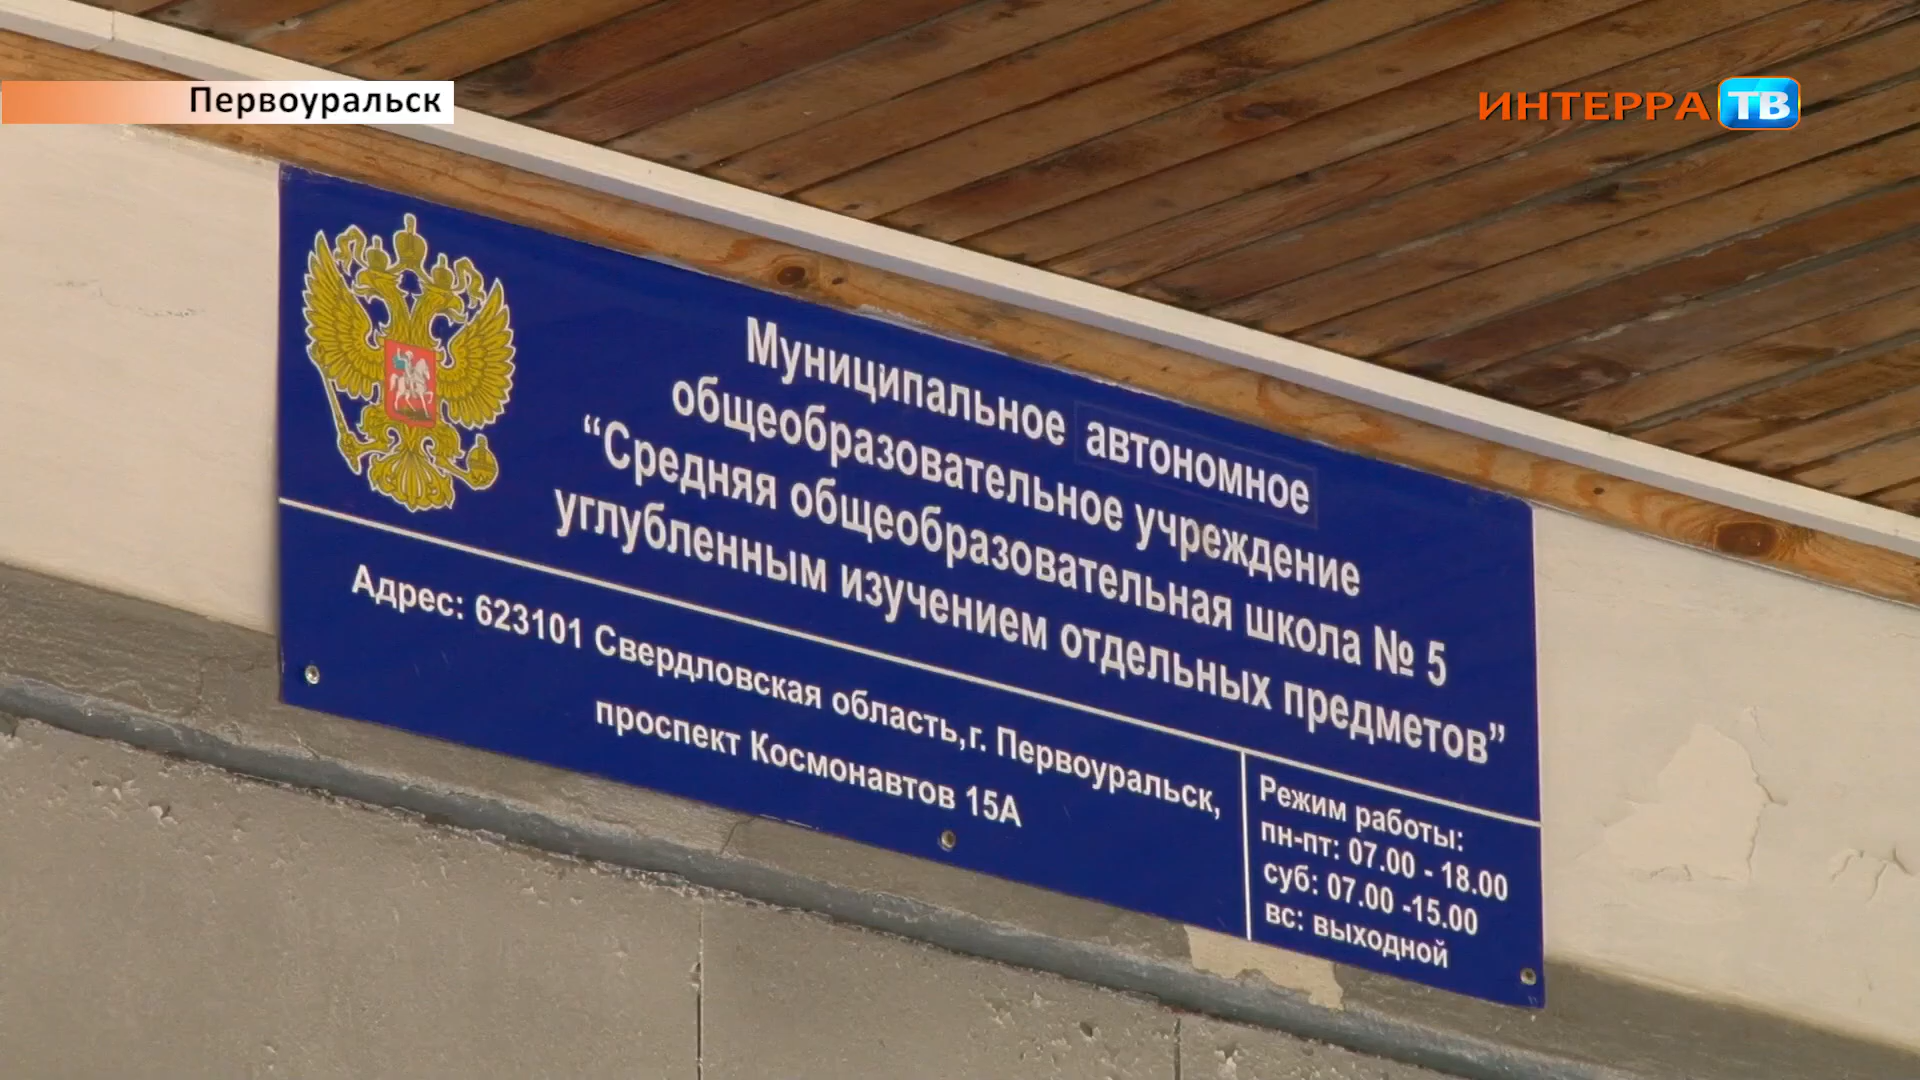 Первоуральск
ИНТЕРРА ТВ
Муниципальное автономное
общеобразовательное учреждение
“Средняя общеобразовательная школа № 5
углубленным изучением отдельных предметов”
Адрес: 623101 Свердловская область,г. Первоуральск,
проспект Космонавтов 15А
Режим работы:
пн-пт: 07.00 - 18.00
суб: 07.00 -15.00
вс: выходной